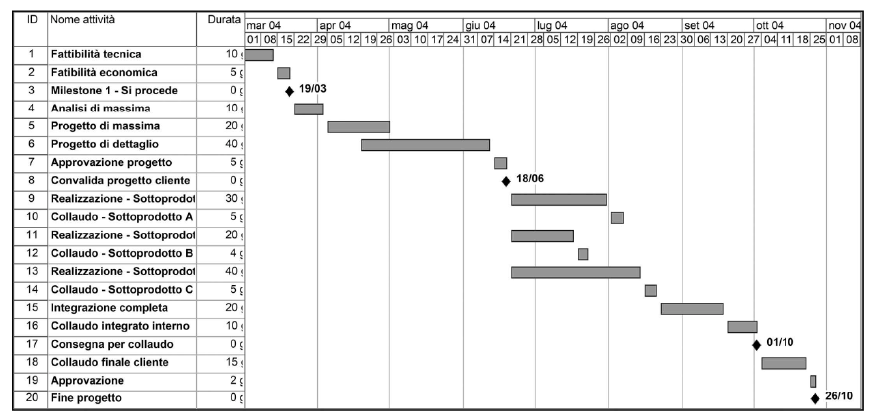 ID Nome attività Durata mar 04 apr 04 mag 04 giu 04 lug 04 ago 04 set 04 ott 04 nov 04
01 08 15 22 29 05 12 19 26 03 10 17 24 31 07 14 21 28 05 12 19 26 02 09 16 23 30 06 13 20 27 04 11 18 25 01 08
1 Fattibilità tecnica 10 g
2 Fatibilità economica 5 g
3 Milestone 1 - Si procede 0 g 19/03
4 Analisi di massima 10 g
5 Progetto di massima 20 g
6 Progetto di dettaglio 40 g
7 Approvazione progetto 5 g
8 Convalida progetto cliente 0 g 18/06
9 Realizzazione - Sottoprodot 30 g
10 Collaudo - Sottoprodotto A 5 g
11 Realizzazione - Sottoprodot 20 g
12 Collaudo - Sottoprodotto B 4 g
13 Realizzazione - Sottoprodot 40 g
14 Collaudo - Sottoprodotto C 5 g
15 Integrazione completa 20 g
16 Collaudo integrato interno 10 g
17 Consegna per collaudo 0 g 01/10
18 Collaudo finale cliente 15 g
19 Approvazione 2 g
20 Fine progetto 0 g 26/10